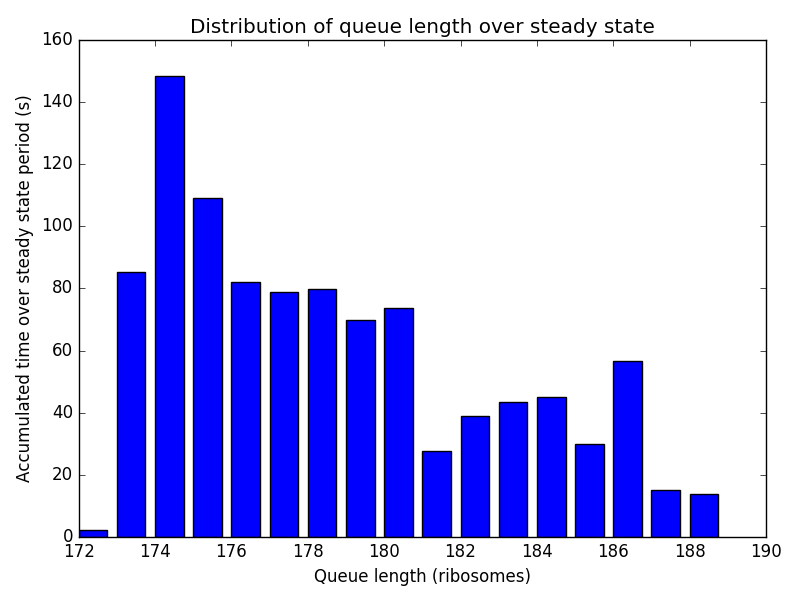 Distribution of queue length over steady state
160
140
120
100
80
60
40
20
0
Accumulated time over steady state period (s)
172 174 176 178 180 182 184 186 188 190
Queue length (ribosomes)